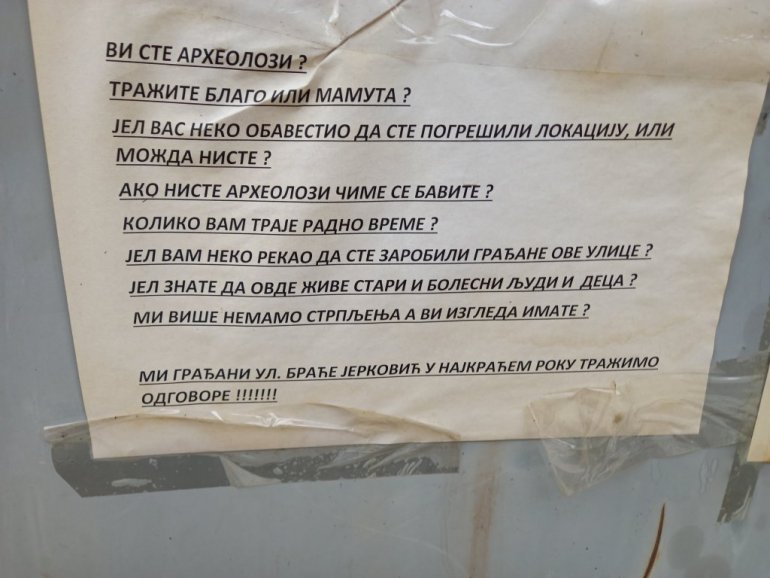 ВИ СТЕ АРХЕОЛОЗИ ?
ТРАЖИТЕ БЛАГО ИЛИ МАМУТА ?
ЈЕЛ ВАС НЕКО ОБАВЕСТИО ДА СТЕ ПОГРЕШИЛИ ЛОКАЦИЈУ, ИЛИ
МОЖДА НИСТЕ ?
АКО НИСТЕ АРХЕОЛОЗИ ЧИМЕ СЕ БАВИТЕ ?
КОЛИКО ВАМ ТРАЈЕ РАДНО ВРЕМЕ ?
ЈЕЛ ВАМ НЕКО РЕКАО ДА СТЕ ЗАРОБИЛИ ГРАЂАНЕ ОВЕ УЛИЦЕ ?
ЈЕЛ ЗНАТЕ ДА ОВДЕ ЖИВЕ СТАРИ И БОЛЕСНИ ЉУДИ И ДЕЦА ?
МИ ВИШЕ НЕМАМО СТРПЉЕЊА А ВИ ИЗГЛЕДА ИМАТЕ ?
МИ ГРАЂАНИ УЛ. БРАЋЕ ЈЕРКОВИЋ У НАЈКРАЋЕМ РОКУ ТРАЖИМО
ОДГОВОРЕ !!!!!!!